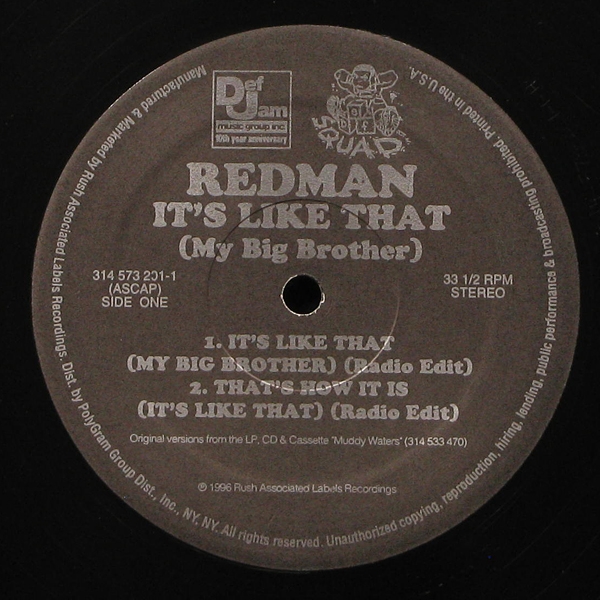 Def
Jam
music group inc
10th year anniversary
DEF
SQUAD
REDMAN
IT'S LIKE THAT
(My Big Brother)
314 573 201-1
(ASCAP)
SIDE ONE
33 1/2 RPM
STEREO
1. IT'S LIKE THAT
(MY BIG BROTHER) (Radio Edit)
2. THAT'S HOW IT IS
(IT'S LIKE THAT) (Radio Edit)
Original versions from the LP, CD & Cassette "Muddy Waters" (314 533 470)
℗ 1996 Rush Associated Labels Recordings
Manufactured & Marketed by Rush Associated Labels Recordings. Dist. by PolyGram Group Dist., Inc., NY, NY. All rights reserved. Unauthorized copying, reproduction, hiring, lending, public performance & broadcasting prohibited. Printed in the U.S.A.